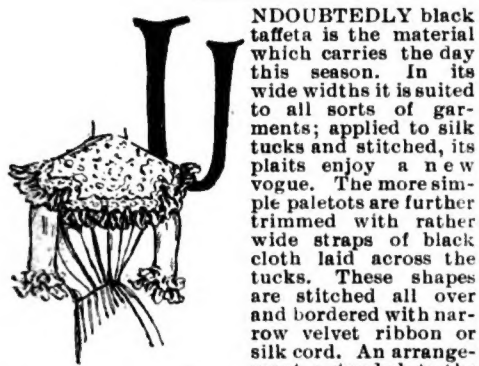 UNDOUBTEDLY black
taffeta is the material
which carries the day
this season. In its
wide widths it is suited
to all sorts of gar-
ments; applied to silk
tucks and stitched, its
plaits enjoy a new
vogue. The more sim-
ple paletots are further
trimmed with rather
wide straps of black
cloth laid across the
tucks. These shapes
are stitched all over
and bordered with nar-
row velvet ribbon or
silk cord. An arrange-